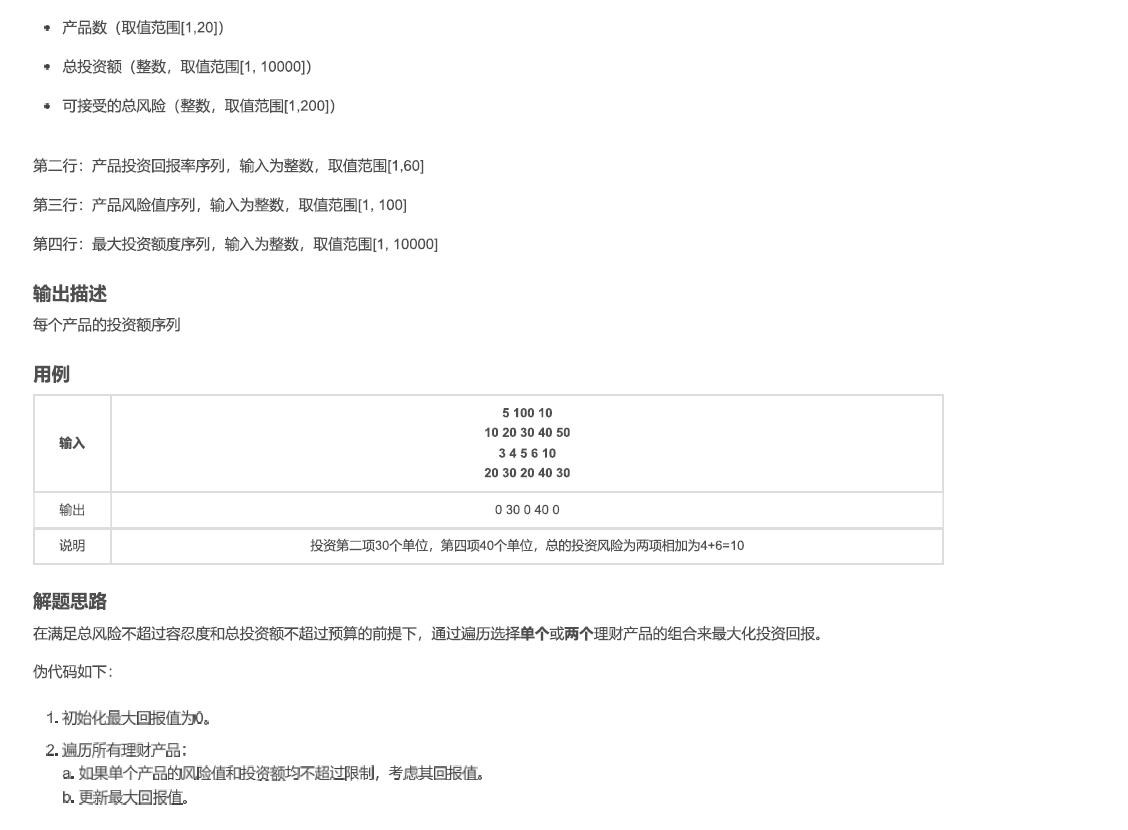 • 产品数（取值范围[1,20]）
• 总投资额（整数，取值范围[1, 10000]）
• 可接受的总风险（整数，取值范围[1,200]）
第二行：产品投资回报率序列，输入为整数，取值范围[1,60]
第三行：产品风险值序列，输入为整数，取值范围[1, 100]
第四行：最大投资额度序列，输入为整数，取值范围[1, 10000]
输出描述
每个产品的投资额序列
用例
输入
5 100 10
10 20 30 40 50
3 4 5 6 10
20 30 20 40 30
输出 0 30 0 40 0
说明 投资第二项30个单位，第四项40个单位，总的投资风险为两项相加为4+6=10
解题思路
在满足总风险不超过容忍度和总投资额不超过预算的前提下，通过遍历选择单个或两个理财产品的组合来最大化投资回报。
伪代码如下：
1. 初始化最大回报值为0。
2. 遍历所有理财产品：
a. 如果单个产品的风险值和投资额均不超过限制，考虑其回报值。
b. 更新最大回报值。